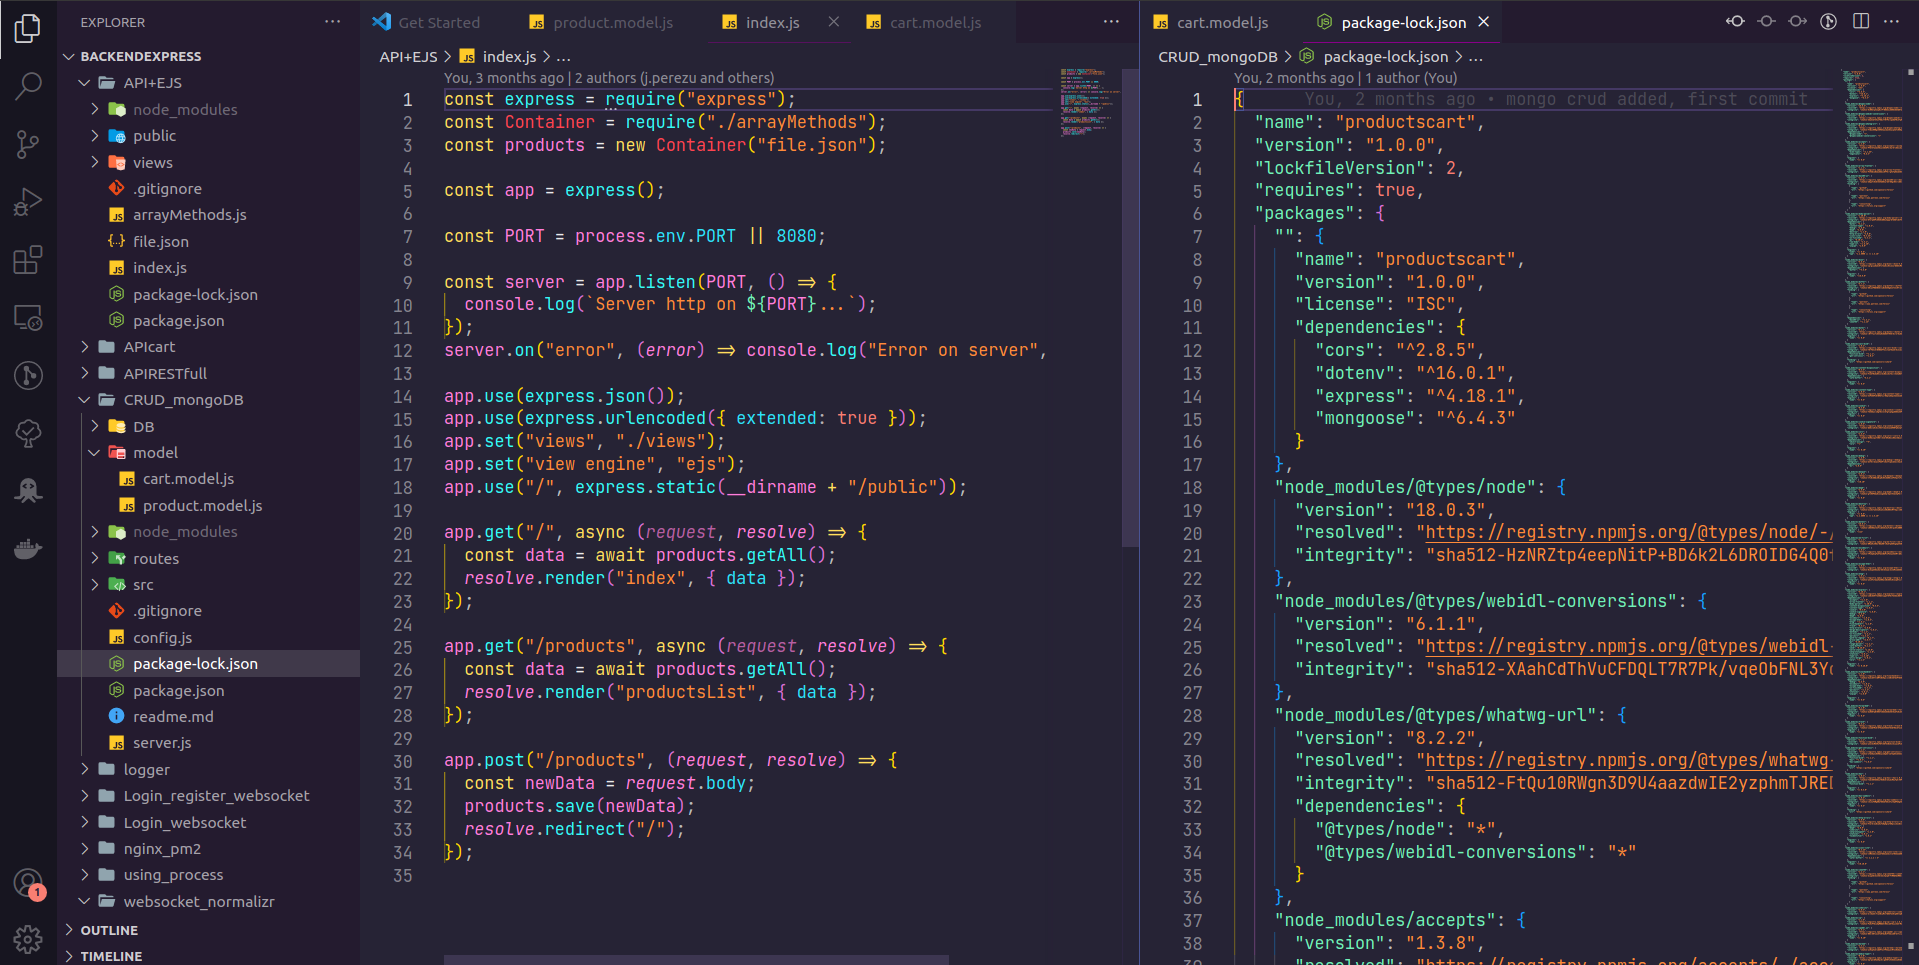 EXPLORER
BACKENDEXPRESS
API+EJS
node_modules
public
views
.gitignore
arrayMethods.js
file.json
index.js
package-lock.json
package.json
APIcart
APIRESTfull
CRUD_mongoDB
DB
model
cart.model.js
product.model.js
node_modules
routes
src
.gitignore
config.js
package-lock.json
package.json
readme.md
server.js
logger
Login_register_websocket
Login_websocket
nginx_pm2
using_process
websocket_normalizr
OUTLINE
TIMELINE
1
Get Started
product.model.js
index.js
cart.model.js
API+EJS > index.js > ...
You, 3 months ago | 2 authors (j.perezu and others)
1 const express = require("express");
2 const Container = require("./arrayMethods");
3 const products = new Container("file.json");
4
5 const app = express();
6
7 const PORT = process.env.PORT || 8080;
8
9 const server = app.listen(PORT, () => {
10 console.log(`Server http on ${PORT}...`);
11 });
12 server.on("error", (error) => console.log("Error on server",
13
14 app.use(express.json());
15 app.use(express.urlencoded({ extended: true }));
16 app.set("views", "./views");
17 app.set("view engine", "ejs");
18 app.use("/", express.static(__dirname + "/public"));
19
20 app.get("/", async (request, resolve) => {
21 const data = await products.getAll();
22 resolve.render("index", { data });
23 });
24
25 app.get("/products", async (request, resolve) => {
26 const data = await products.getAll();
27 resolve.render("productsList", { data });
28 });
29
30 app.post("/products", (request, resolve) => {
31 const newData = request.body;
32 products.save(newData);
33 resolve.redirect("/");
34 });
35
cart.model.js
package-lock.json
CRUD_mongoDB > package-lock.json > ...
You, 2 months ago | 1 author (You)
1 { You, 2 months ago • mongo crud added, first commit
2 "name": "productscart",
3 "version": "1.0.0",
4 "lockfileVersion": 2,
5 "requires": true,
6 "packages": {
7 "": {
8 "name": "productscart",
9 "version": "1.0.0",
10 "license": "ISC",
11 "dependencies": {
12 "cors": "^2.8.5",
13 "dotenv": "^16.0.1",
14 "express": "^4.18.1",
15 "mongoose": "^6.4.3"
16 }
17 },
18 "node_modules/@types/node": {
19 "version": "18.0.3",
20 "resolved": "https://registry.npmjs.org/@types/node/-/
21 "integrity": "sha512-HzNRZtp4eepNitP+BD6k2L6DROIDG4Q0
22 },
23 "node_modules/@types/webidl-conversions": {
24 "version": "6.1.1",
25 "resolved": "https://registry.npmjs.org/@types/webidl-
26 "integrity": "sha512-XAahCdThVuCFDQLT7R7Pk/vqeObFNL3Y
27 },
28 "node_modules/@types/whatwg-url": {
29 "version": "8.2.2",
30 "resolved": "https://registry.npmjs.org/@types/whatwg-
31 "integrity": "sha512-FtQu10RWgn3D9U4aazdwIE2yzphmTJRE
32 "dependencies": {
33 "@types/node": "*",
34 "@types/webidl-conversions": "*"
35 }
36 },
37 "node_modules/accepts": {
38 "version": "1.3.8",